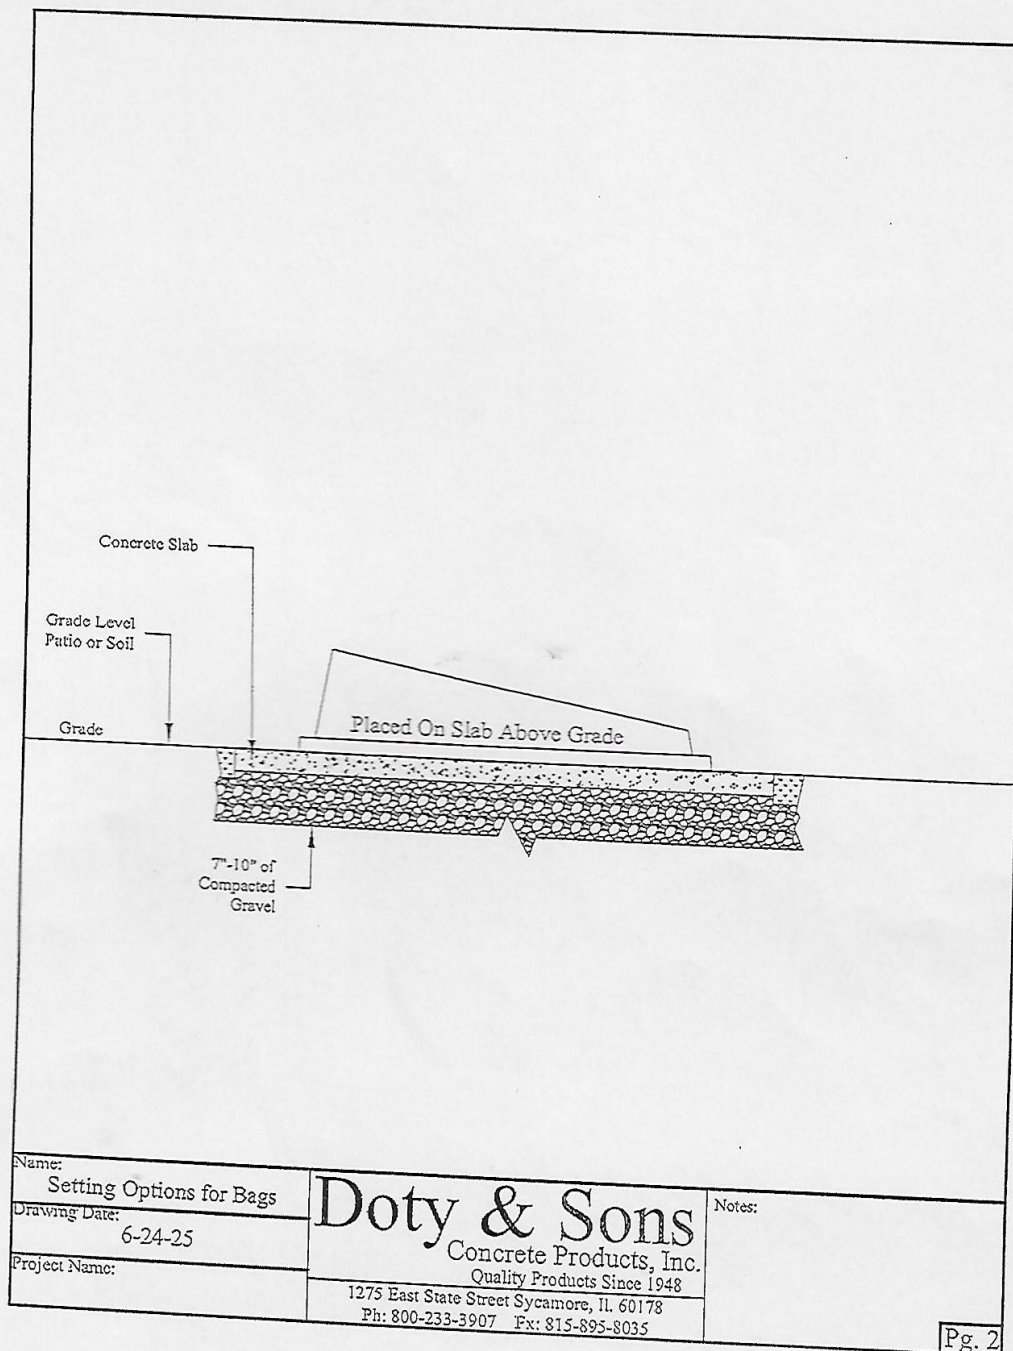 Concrete Slab
Grade Level
Patio or Soil
Grade
Placed On Slab Above Grade
7"-10" of
Compacted
Gravel
Name:
Setting Options for Bags
Drawing Date:
6-24-25
Project Name:
Doty & Sons
Concrete Products, Inc.
Quality Products Since 1948
1275 East State Street Sycamore, IL 60178
Ph: 800-233-3907 Fx: 815-895-8035
Notes:
Pg. 2